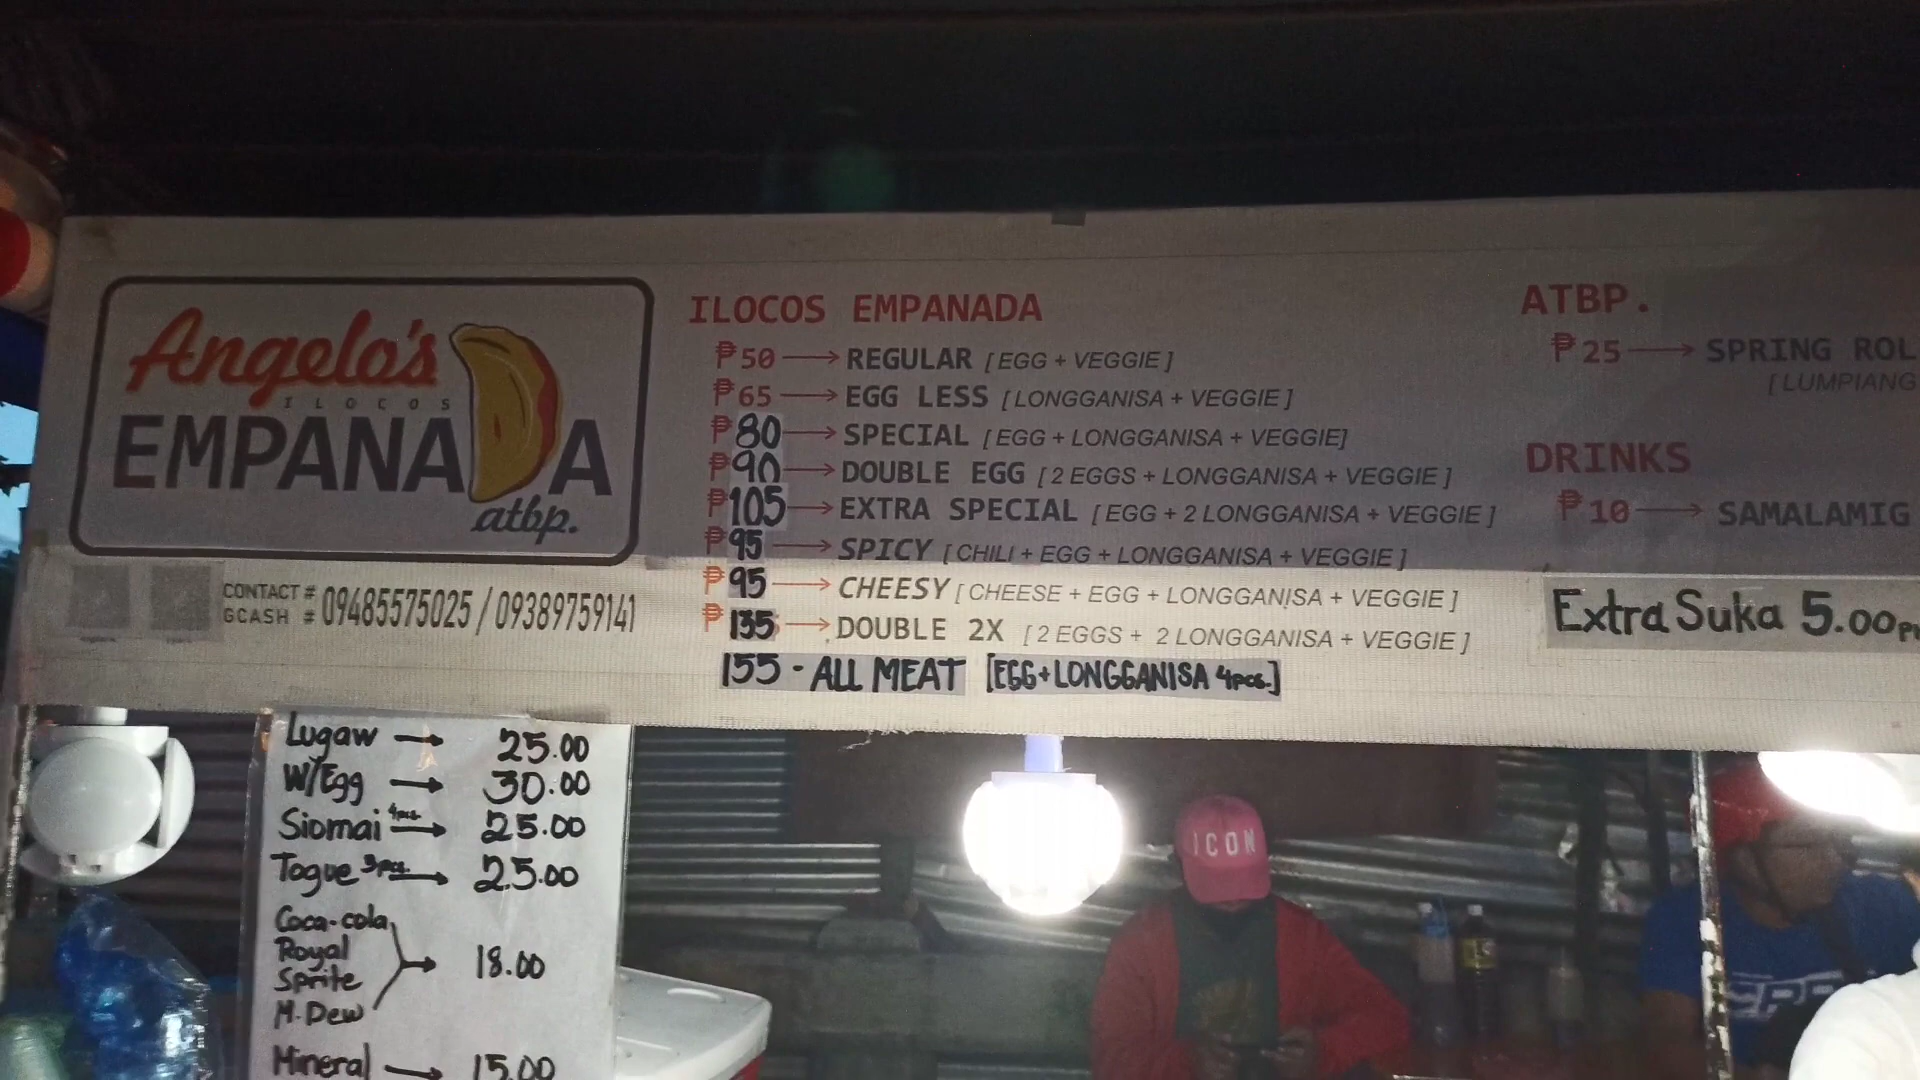 Angelo's
ILOCOS
EMPANADA
atbp.
CONTACT #
GCASH #
09485575025 / 09389759141
ILOCOS EMPANADA
₱50 → REGULAR [EGG + VEGGIE]
₱65 → EGG LESS [LONGGANISA + VEGGIE]
₱80 → SPECIAL [EGG + LONGGANISA + VEGGIE]
₱90 → DOUBLE EGG [2 EGGS + LONGGANISA + VEGGIE]
₱105 → EXTRA SPECIAL [EGG + 2 LONGGANISA + VEGGIE]
₱95 → SPICY [CHILI + EGG + LONGGANISA + VEGGIE]
₱95 → CHEESY [CHEESE + EGG + LONGGANISA + VEGGIE]
₱135 → DOUBLE 2X [2 EGGS + 2 LONGGANISA + VEGGIE]
155 - ALL MEAT [EGG+LONGGANISA 4pcs.]
ATBP.
₱25 → SPRING ROL
[LUMPIANG
DRINKS
₱10 → SAMALAMIG
Extra Suka 5.00
Lugaw → 25.00
W/Egg → 30.00
Siomai 4pcs → 25.00
Togue 3pcs. → 25.00
Coca-cola
Royal
Sprite
M. Dew
→ 18.00
Mineral → 15.00
ICON